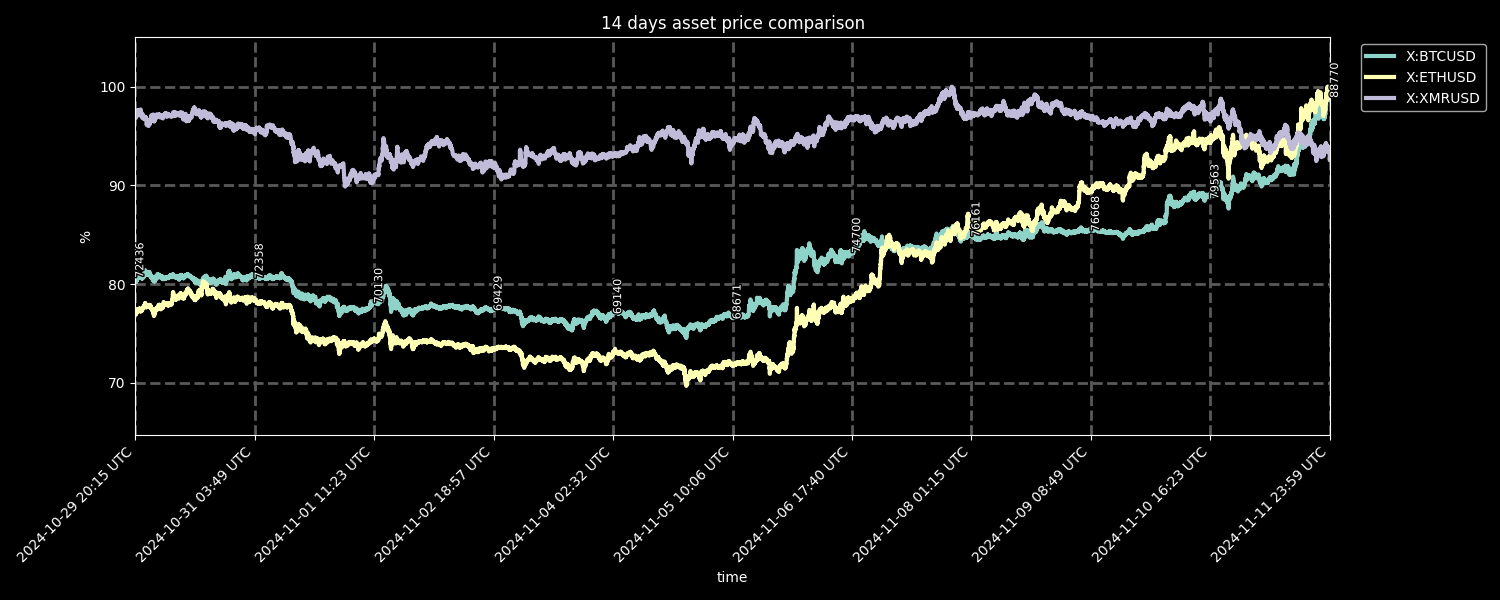 14 days asset price comparison
X:BTCUSD
X:ETHUSD
X:XMRUSD
%
100
90
80
70
72436
72358
70130
69429
69140
68671
74700
76161
76668
79563
88770
2024-10-29 20:15 UTC
2024-10-31 03:49 UTC
2024-11-01 11:23 UTC
2024-11-02 18:57 UTC
2024-11-04 02:32 UTC
2024-11-05 10:06 UTC
2024-11-06 17:40 UTC
2024-11-08 01:15 UTC
2024-11-09 08:49 UTC
2024-11-10 16:23 UTC
2024-11-11 23:59 UTC
time